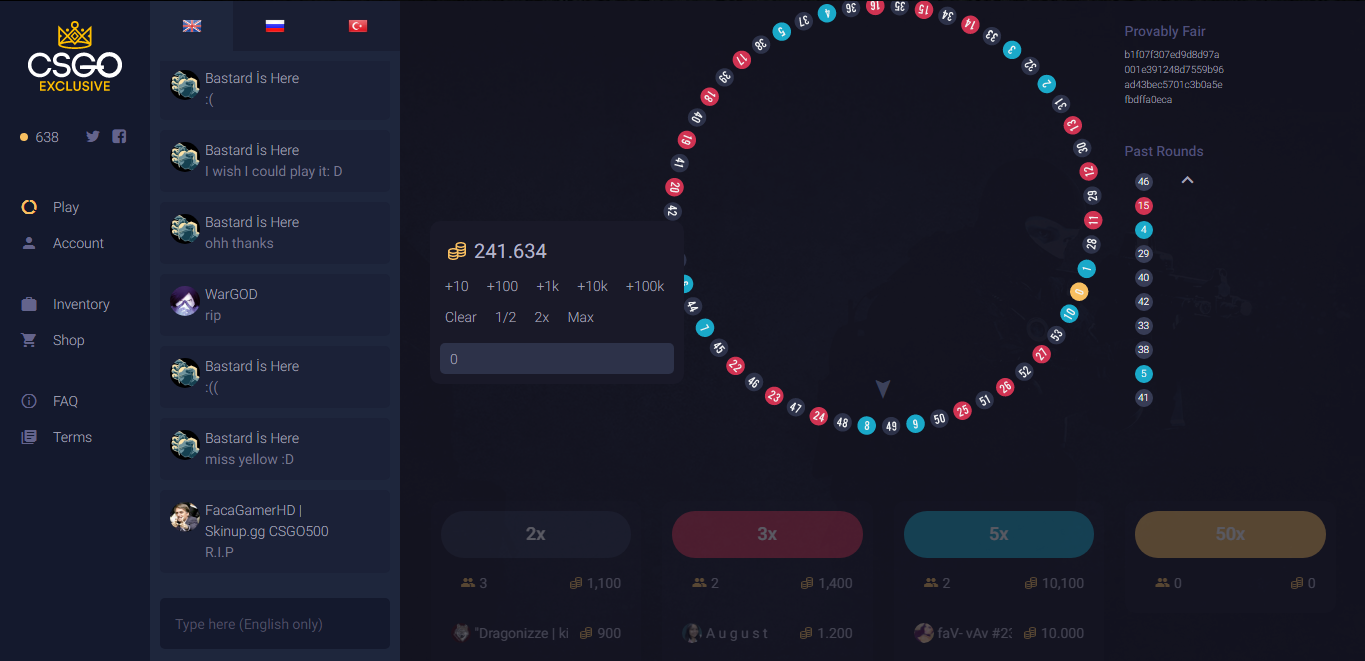 CSGO
EXCLUSIVE
638
Play
Account
Inventory
Shop
FAQ
Terms
Bastard İs Here
:(
Bastard İs Here
I wish I could play it: D
Bastard İs Here
ohh thanks
WarGOD
rip
Bastard İs Here
:((
Bastard İs Here
miss yellow :D
FacaGamerHD |
Skinup.gg CSGO500
R.I.P
Type here (English only)
241.634
+10 +100 +1k +10k +100k
Clear 1/2 2x Max
0
42
20
41
19
40
18
39
17
38
5
37
4
36
16
35
15
34
14
33
3
32
2
31
13
30
12
29
11
28
1
0
10
53
27
52
26
51
25
50
9
49
8
48
24
47
23
46
22
45
7
44
Provably Fair
b1f07f307ed9d8d97a
001e391248d7559b96
ad43bec5701c3b0a5e
fbdffa0eca
Past Rounds
46
15
4
29
40
42
33
38
5
41
2x 3x 5x 50x
3 1,100 2 1,400 2 10,100 0 0
"Dragonizze | ki 900 A u g u s t 1.200 faV- vAv #23 10.000